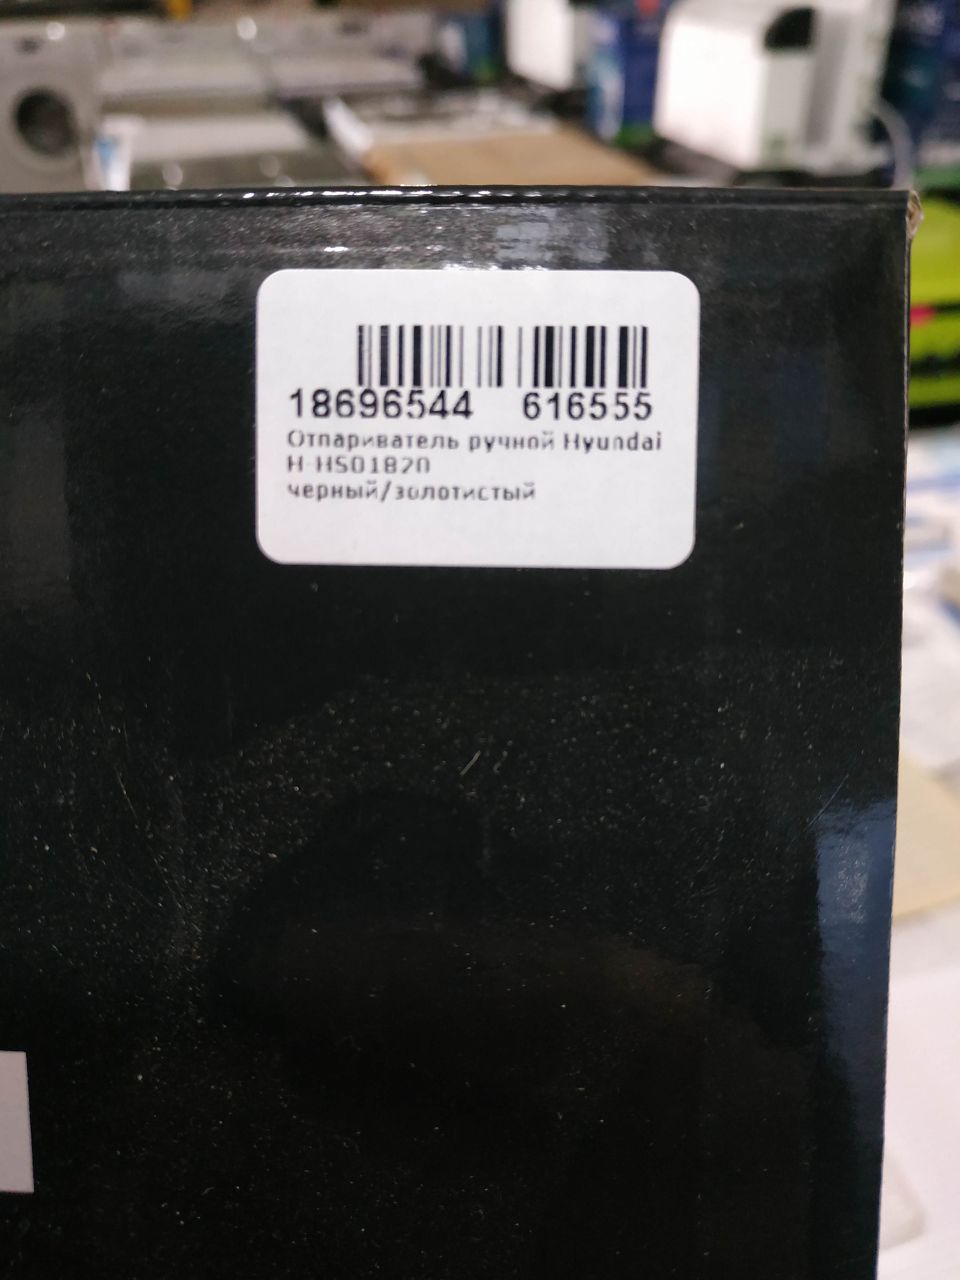 18696544 616555
Отпариватель ручной Hyundai
H-HS01820
черный/золотистый